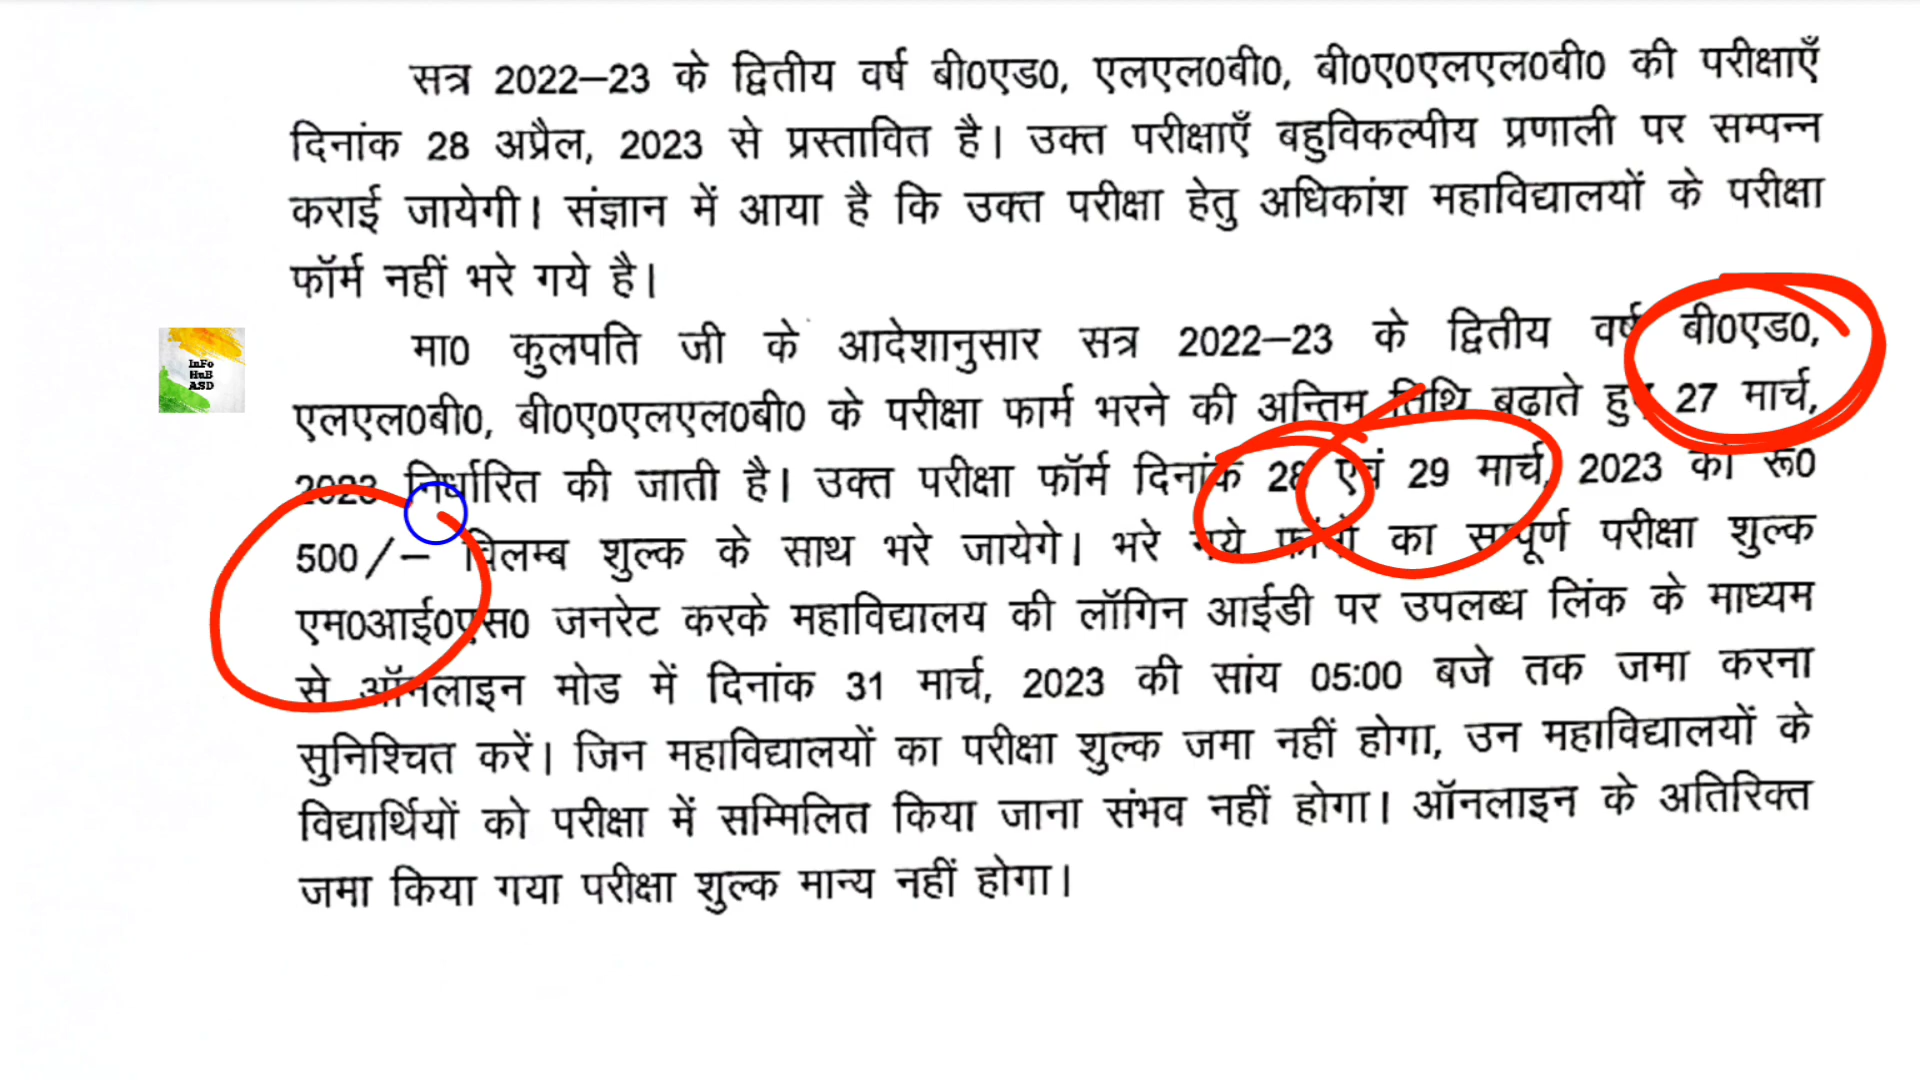 सत्र 2022–23 के द्वितीय वर्ष बी0एड0, एलएल0बी0, बी0ए0एलएल0बी0 की परीक्षाएँ
दिनांक 28 अप्रैल, 2023 से प्रस्तावित है। उक्त परीक्षाएँ बहुविकल्पीय प्रणाली पर सम्पन्न
कराई जायेगी। संज्ञान में आया है कि उक्त परीक्षा हेतु अधिकांश महाविद्यालयों के परीक्षा
फॉर्म नहीं भरे गये है।
मा0 कुलपति जी के आदेशानुसार सत्र 2022–23 के द्वितीय वर्ष बी0एड0,
एलएल0बी0, बी0ए0एलएल0बी0 के परीक्षा फार्म भरने की अन्तिम तिथि बढ़ाते हुए 27 मार्च,
2023 निर्धारित की जाती है। उक्त परीक्षा फॉर्म दिनांक 28 एवं 29 मार्च, 2023 को रू0
500/– विलम्ब शुल्क के साथ भरे जायेगे। भरे गये फार्मो का सम्पूर्ण परीक्षा शुल्क
एम0आई0एस0 जनरेट करके महाविद्यालय की लॉगिन आईडी पर उपलब्ध लिंक के माध्यम
से ऑनलाइन मोड में दिनांक 31 मार्च, 2023 की सांय 05:00 बजे तक जमा करना
सुनिश्चित करें। जिन महाविद्यालयों का परीक्षा शुल्क जमा नहीं होगा, उन महाविद्यालयों के
विद्यार्थियों को परीक्षा में सम्मिलित किया जाना संभव नहीं होगा। ऑनलाइन के अतिरिक्त
जमा किया गया परीक्षा शुल्क मान्य नहीं होगा।
InFo
HuB
ASD